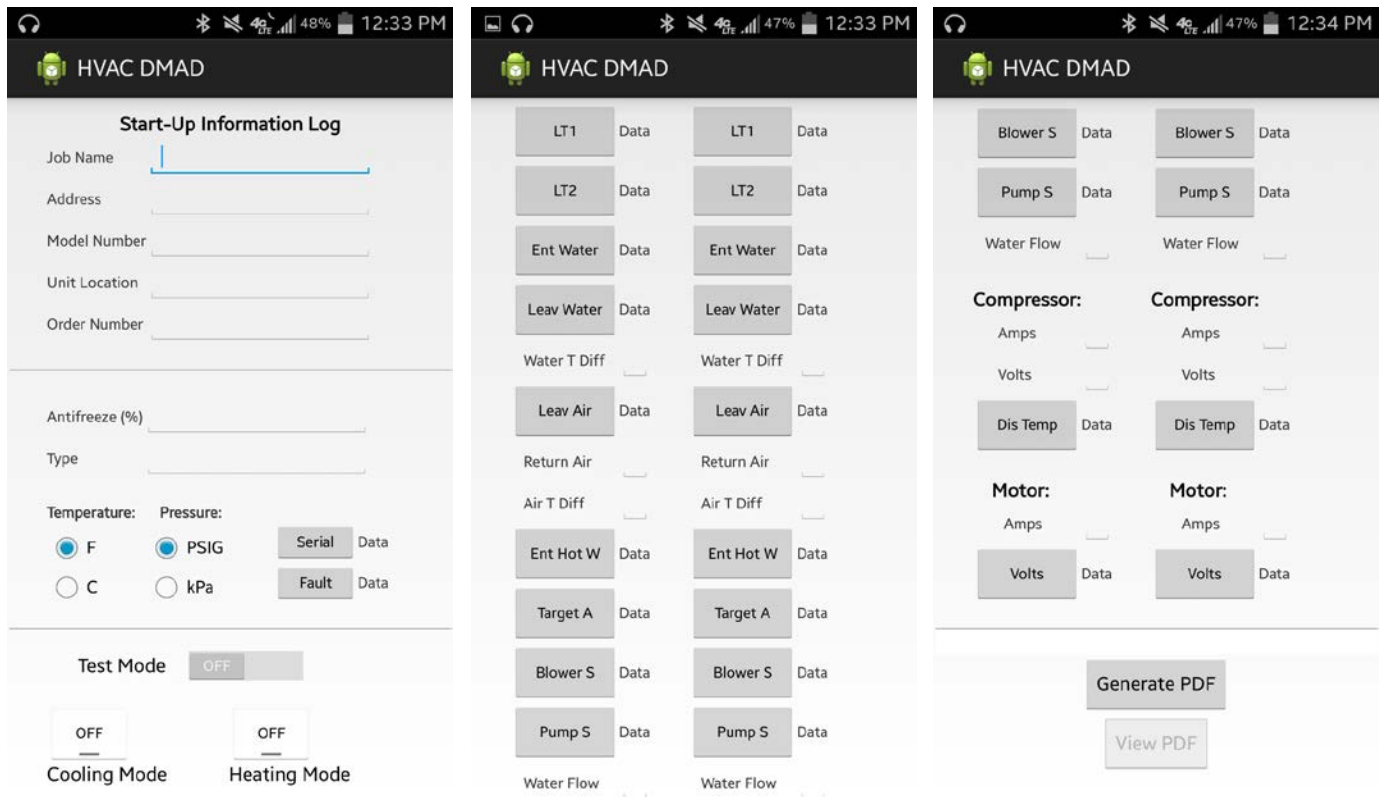 48% 12:33 PM
HVAC DMAD
Start-Up Information Log
Job Name
Address
Model Number
Unit Location
Order Number
Antifreeze (%)
Type
Temperature: Pressure:
F PSIG Serial Data
C kPa Fault Data
Test Mode OFF
OFF OFF
Cooling Mode Heating Mode
4G LTE 47% 12:33 PM
HVAC DMAD
LT1 Data LT1 Data
LT2 Data LT2 Data
Ent Water Data Ent Water Data
Leav Water Data Leav Water Data
Water T Diff Water T Diff
Leav Air Data Leav Air Data
Return Air Return Air
Air T Diff Air T Diff
Ent Hot W Data Ent Hot W Data
Target A Data Target A Data
Blower S Data Blower S Data
Pump S Data Pump S Data
Water Flow Water Flow
4G LTE 47% 12:34 PM
HVAC DMAD
Blower S Data Blower S Data
Pump S Data Pump S Data
Water Flow Water Flow
Compressor: Compressor:
Amps Amps
Volts Volts
Dis Temp Data Dis Temp Data
Motor: Motor:
Amps Amps
Volts Data Volts Data
Generate PDF
View PDF